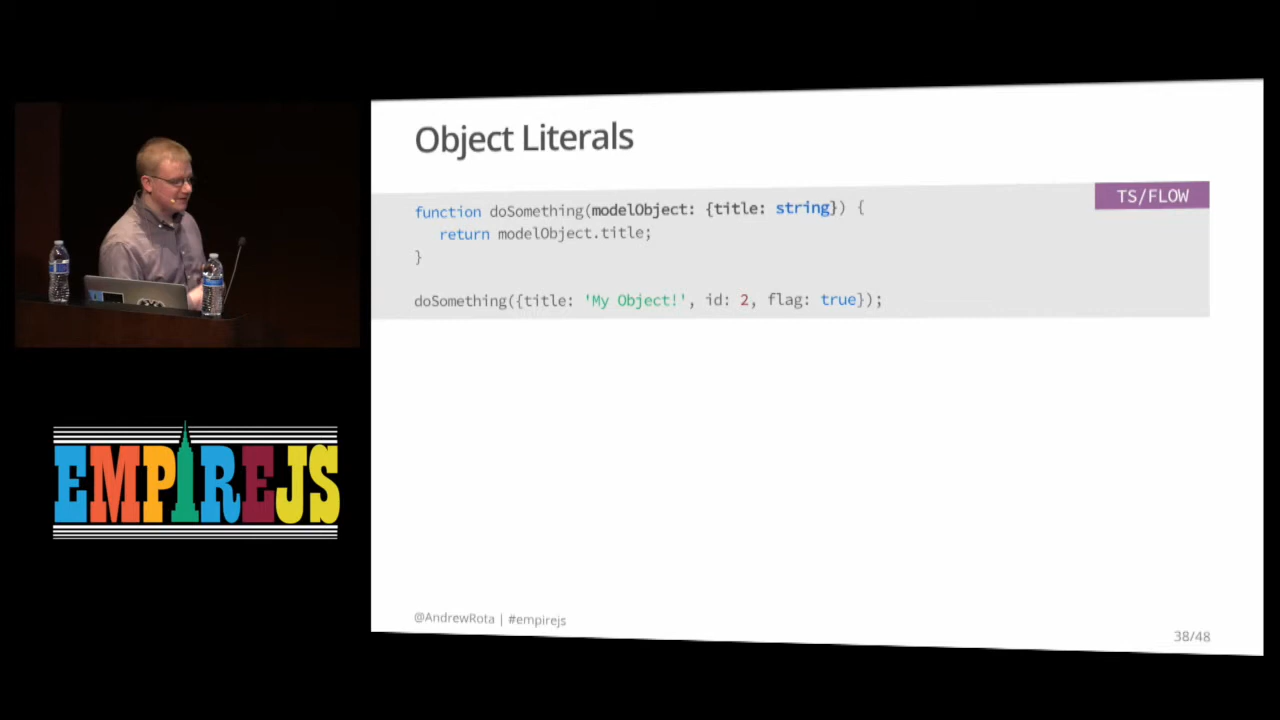 Object Literals
TS/FLOW
function doSomething(modelObject: {title: string}) {
return modelObject.title;
}
doSomething({title: 'My Object!', id: 2, flag: true});
EMPIREJS
@AndrewRota | #empirejs
38/48